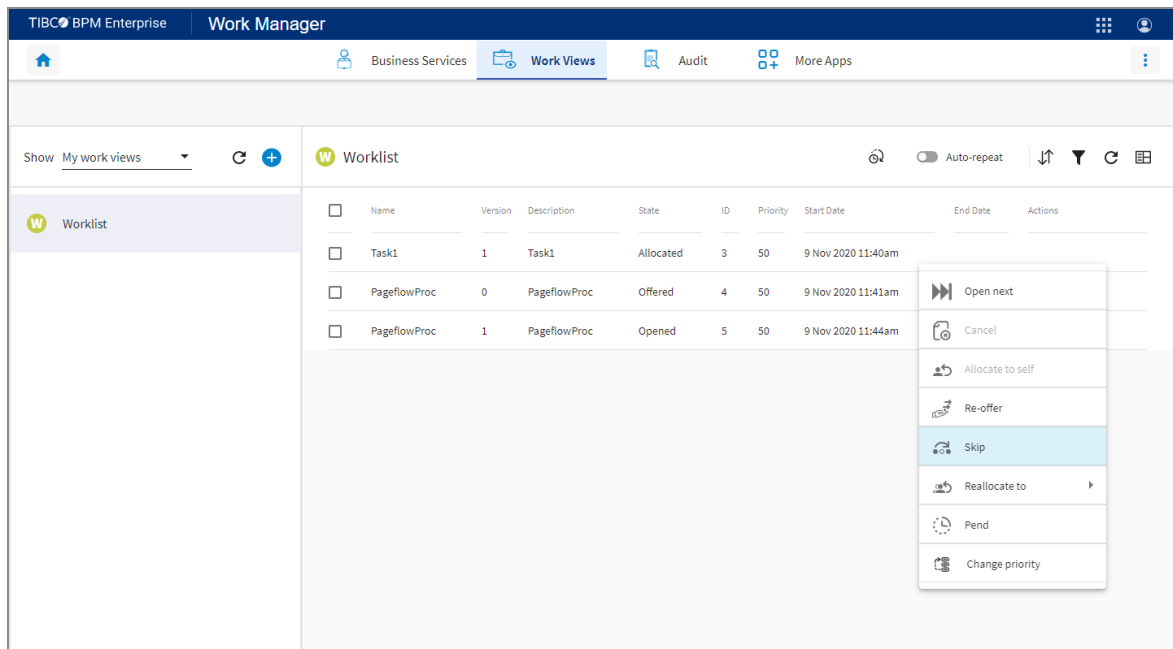 TIBCO BPM Enterprise Work Manager
Business Services Work Views Audit More Apps
Show My work views
W Worklist Auto-repeat
W Worklist
Name Version Description State ID Priority Start Date End Date Actions
Task1 1 Task1 Allocated 3 50 9 Nov 2020 11:40am
PageflowProc 0 PageflowProc Offered 4 50 9 Nov 2020 11:41am
PageflowProc 1 PageflowProc Opened 5 50 9 Nov 2020 11:44am
Open next
Cancel
Allocate to self
Re-offer
Skip
Reallocate to
Pend
Change priority